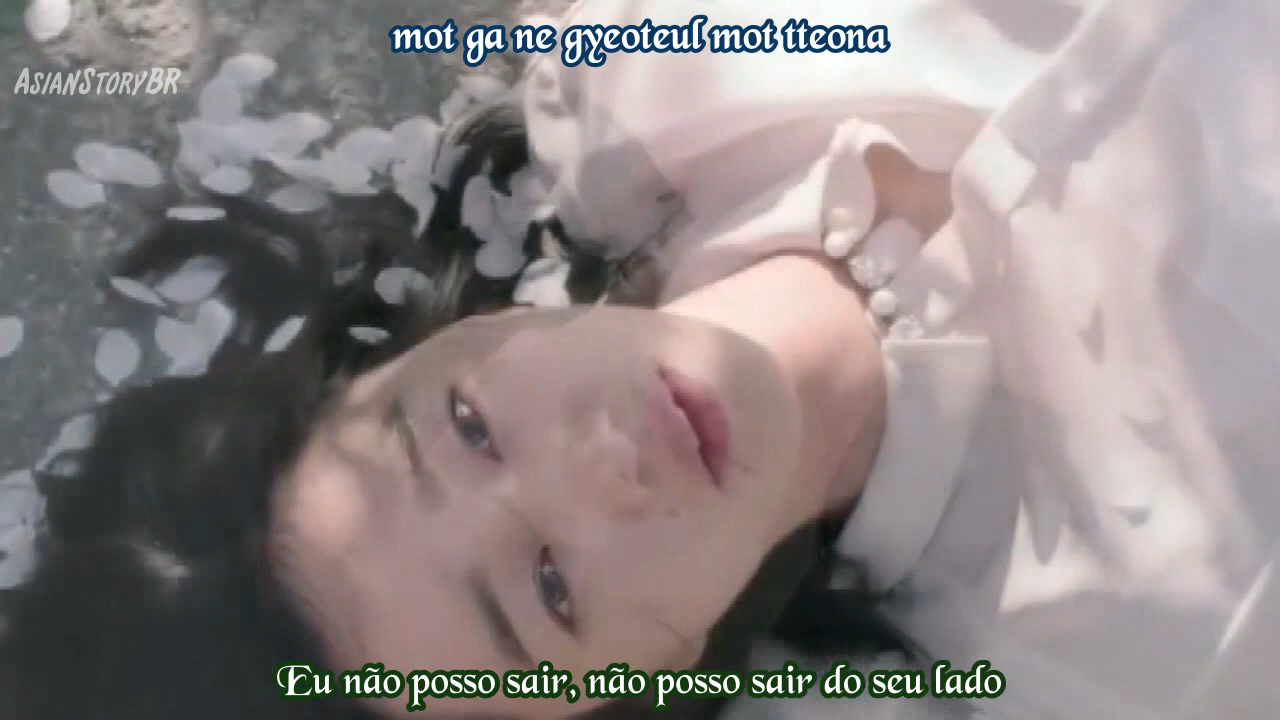 mot ga ne gyeoteul mot tteona
AsianStoryBR
Eu não posso sair, não posso sair do seu lado